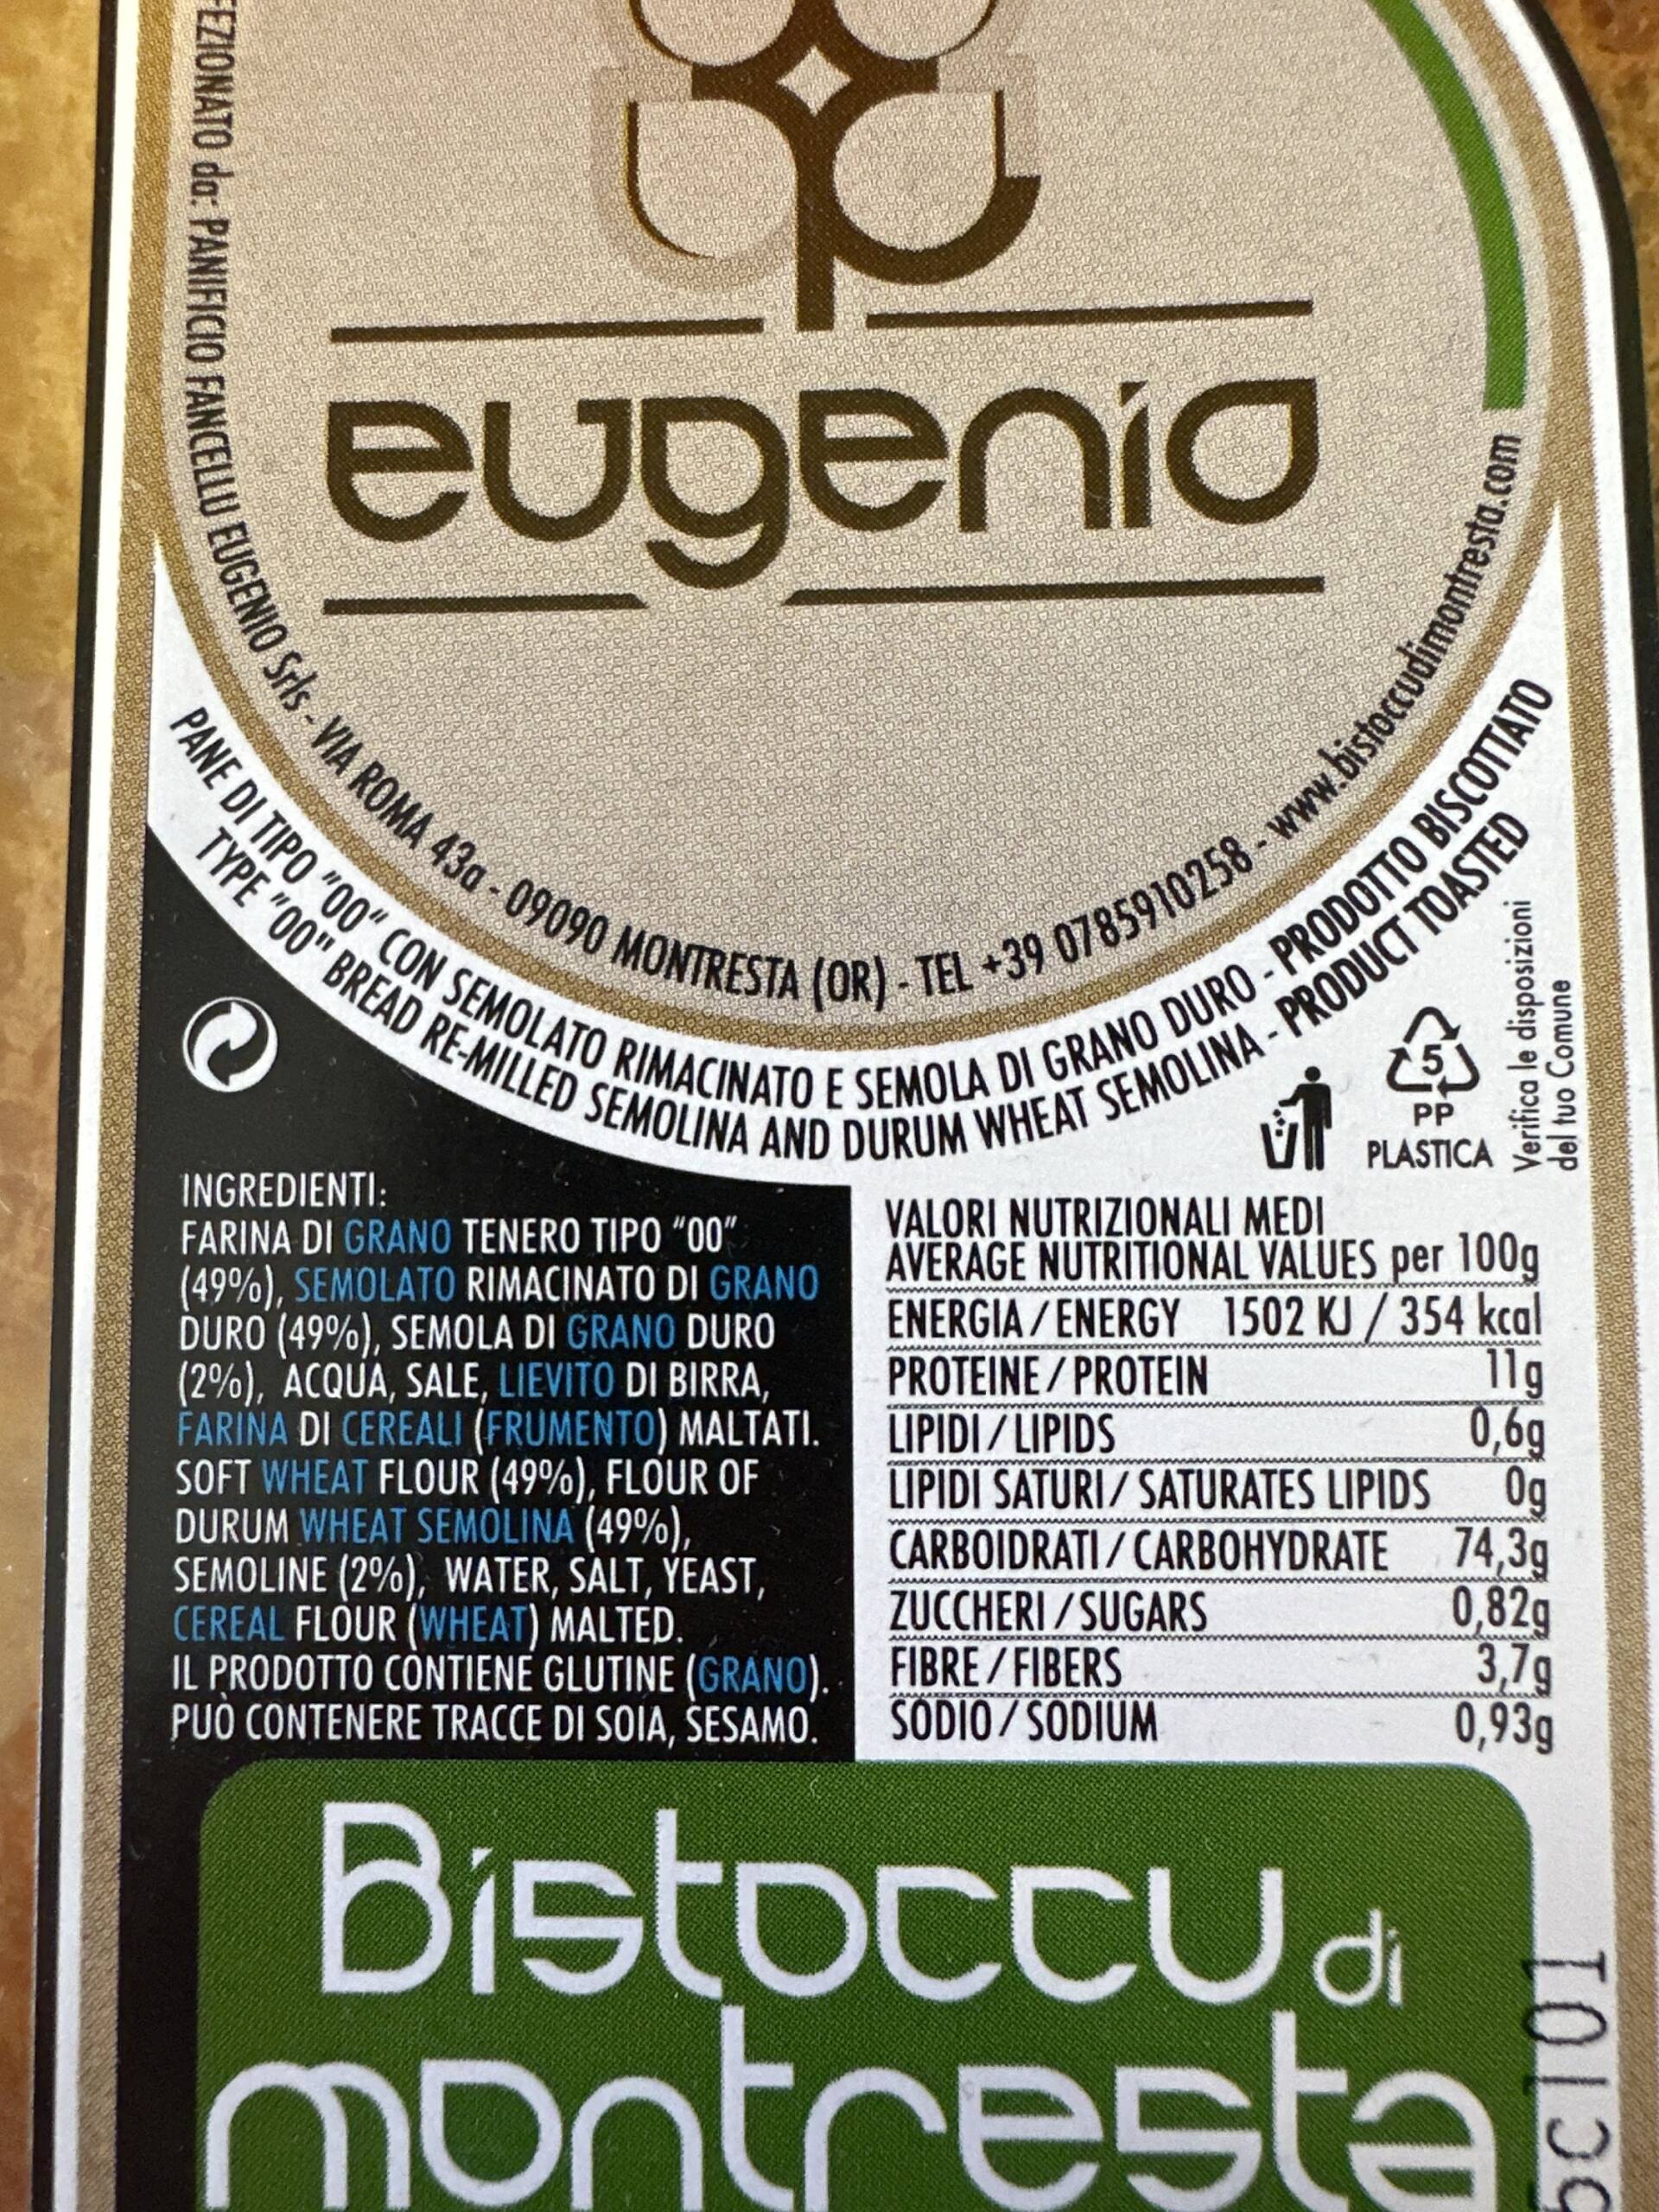 eugenio
FEZIONATO da: PANIFICIO FANCELLU EUGENIO Srls - VIA ROMA 43a - 09090 MONTRESTA (OR) - TEL +39 0785910258 - www.bistoccudimontresta.com
PANE DI TIPO "00" CON SEMOLATO RIMACINATO E SEMOLA DI GRANO DURO - PRODOTTO BISCOTTATO
TYPE "00" BREAD RE-MILLED SEMOLINA AND DURUM WHEAT SEMOLINA - PRODUCT TOASTED
5
PP
PLASTICA
Verifica le disposizioni
del tuo Comune
INGREDIENTI:
FARINA DI GRANO TENERO TIPO "00"
(49%), SEMOLATO RIMACINATO DI GRANO
DURO (49%), SEMOLA DI GRANO DURO
(2%), ACQUA, SALE, LIEVITO DI BIRRA,
FARINA DI CEREALI (FRUMENTO) MALTATI.
SOFT WHEAT FLOUR (49%), FLOUR OF
DURUM WHEAT SEMOLINA (49%),
SEMOLINE (2%), WATER, SALT, YEAST,
CEREAL FLOUR (WHEAT) MALTED.
IL PRODOTTO CONTIENE GLUTINE (GRANO).
PUÒ CONTENERE TRACCE DI SOIA, SESAMO.
VALORI NUTRIZIONALI MEDI
AVERAGE NUTRITIONAL VALUES per 100g
ENERGIA / ENERGY 1502 KJ / 354 kcal
PROTEINE / PROTEIN 11g
LIPIDI / LIPIDS 0,6g
LIPIDI SATURI / SATURATES LIPIDS 0g
CARBOIDRATI / CARBOHYDRATE 74,3g
ZUCCHERI / SUGARS 0,82g
FIBRE / FIBERS 3,7g
SODIO / SODIUM 0,93g
Bistoccu di
montresta